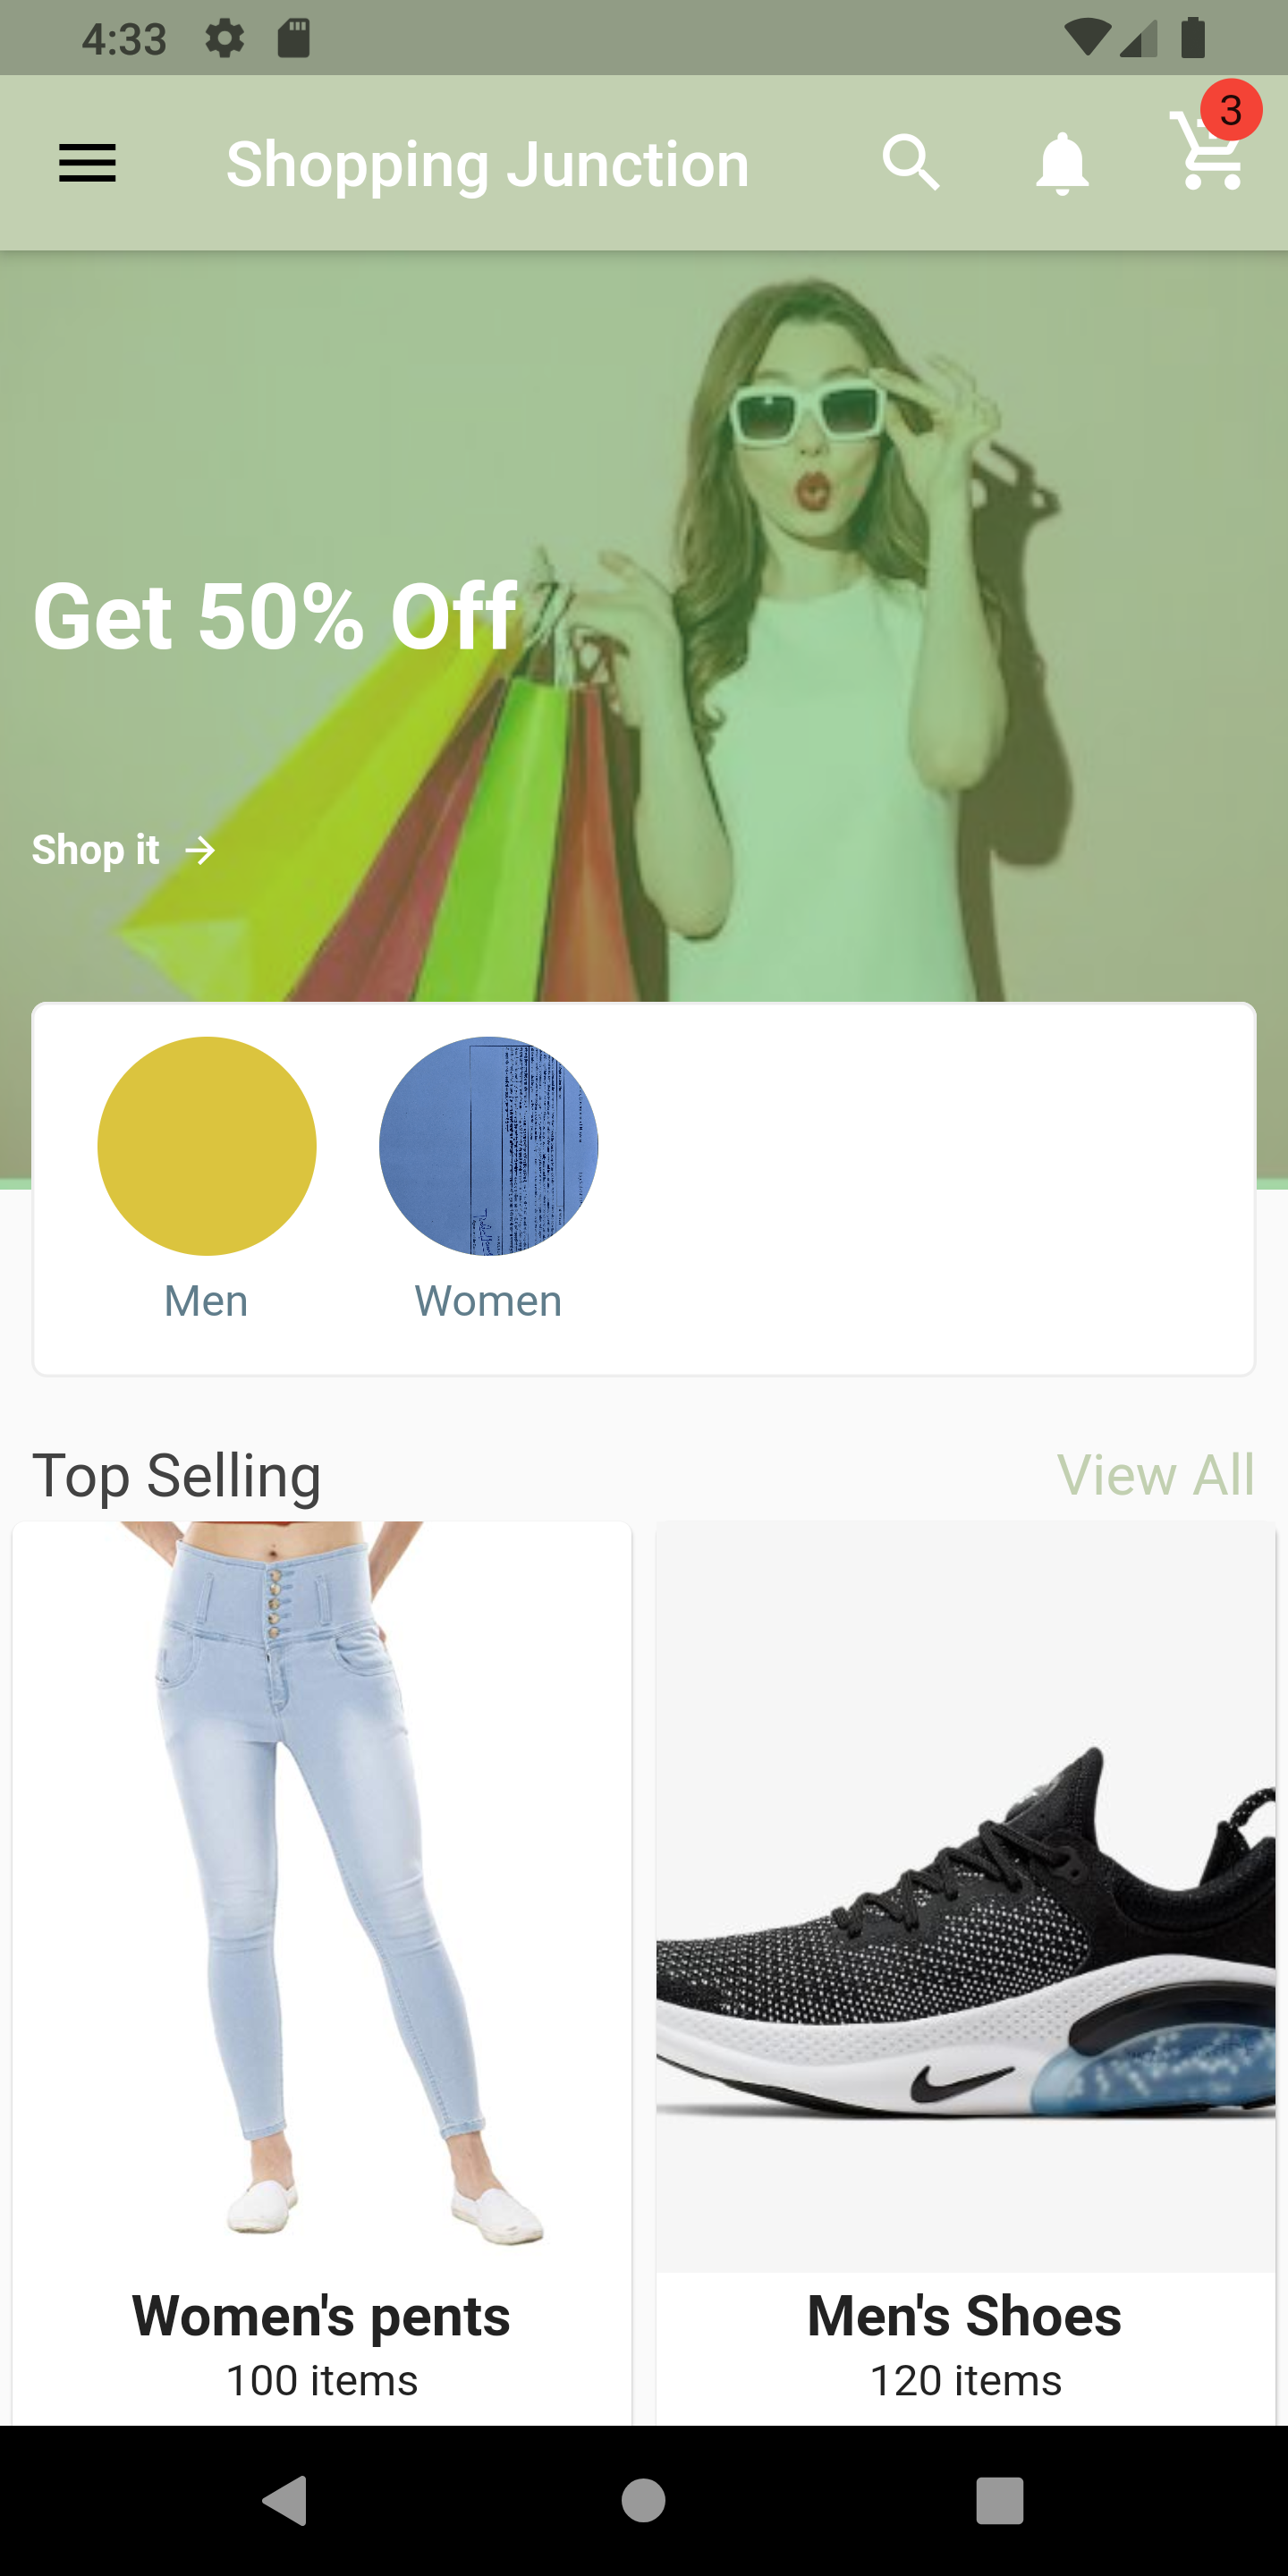 4:33
3
Shopping Junction
Get 50% Off
Shop it
Men
Women
Top Selling
View All
Women's pents
Men's Shoes
100 items
120 items